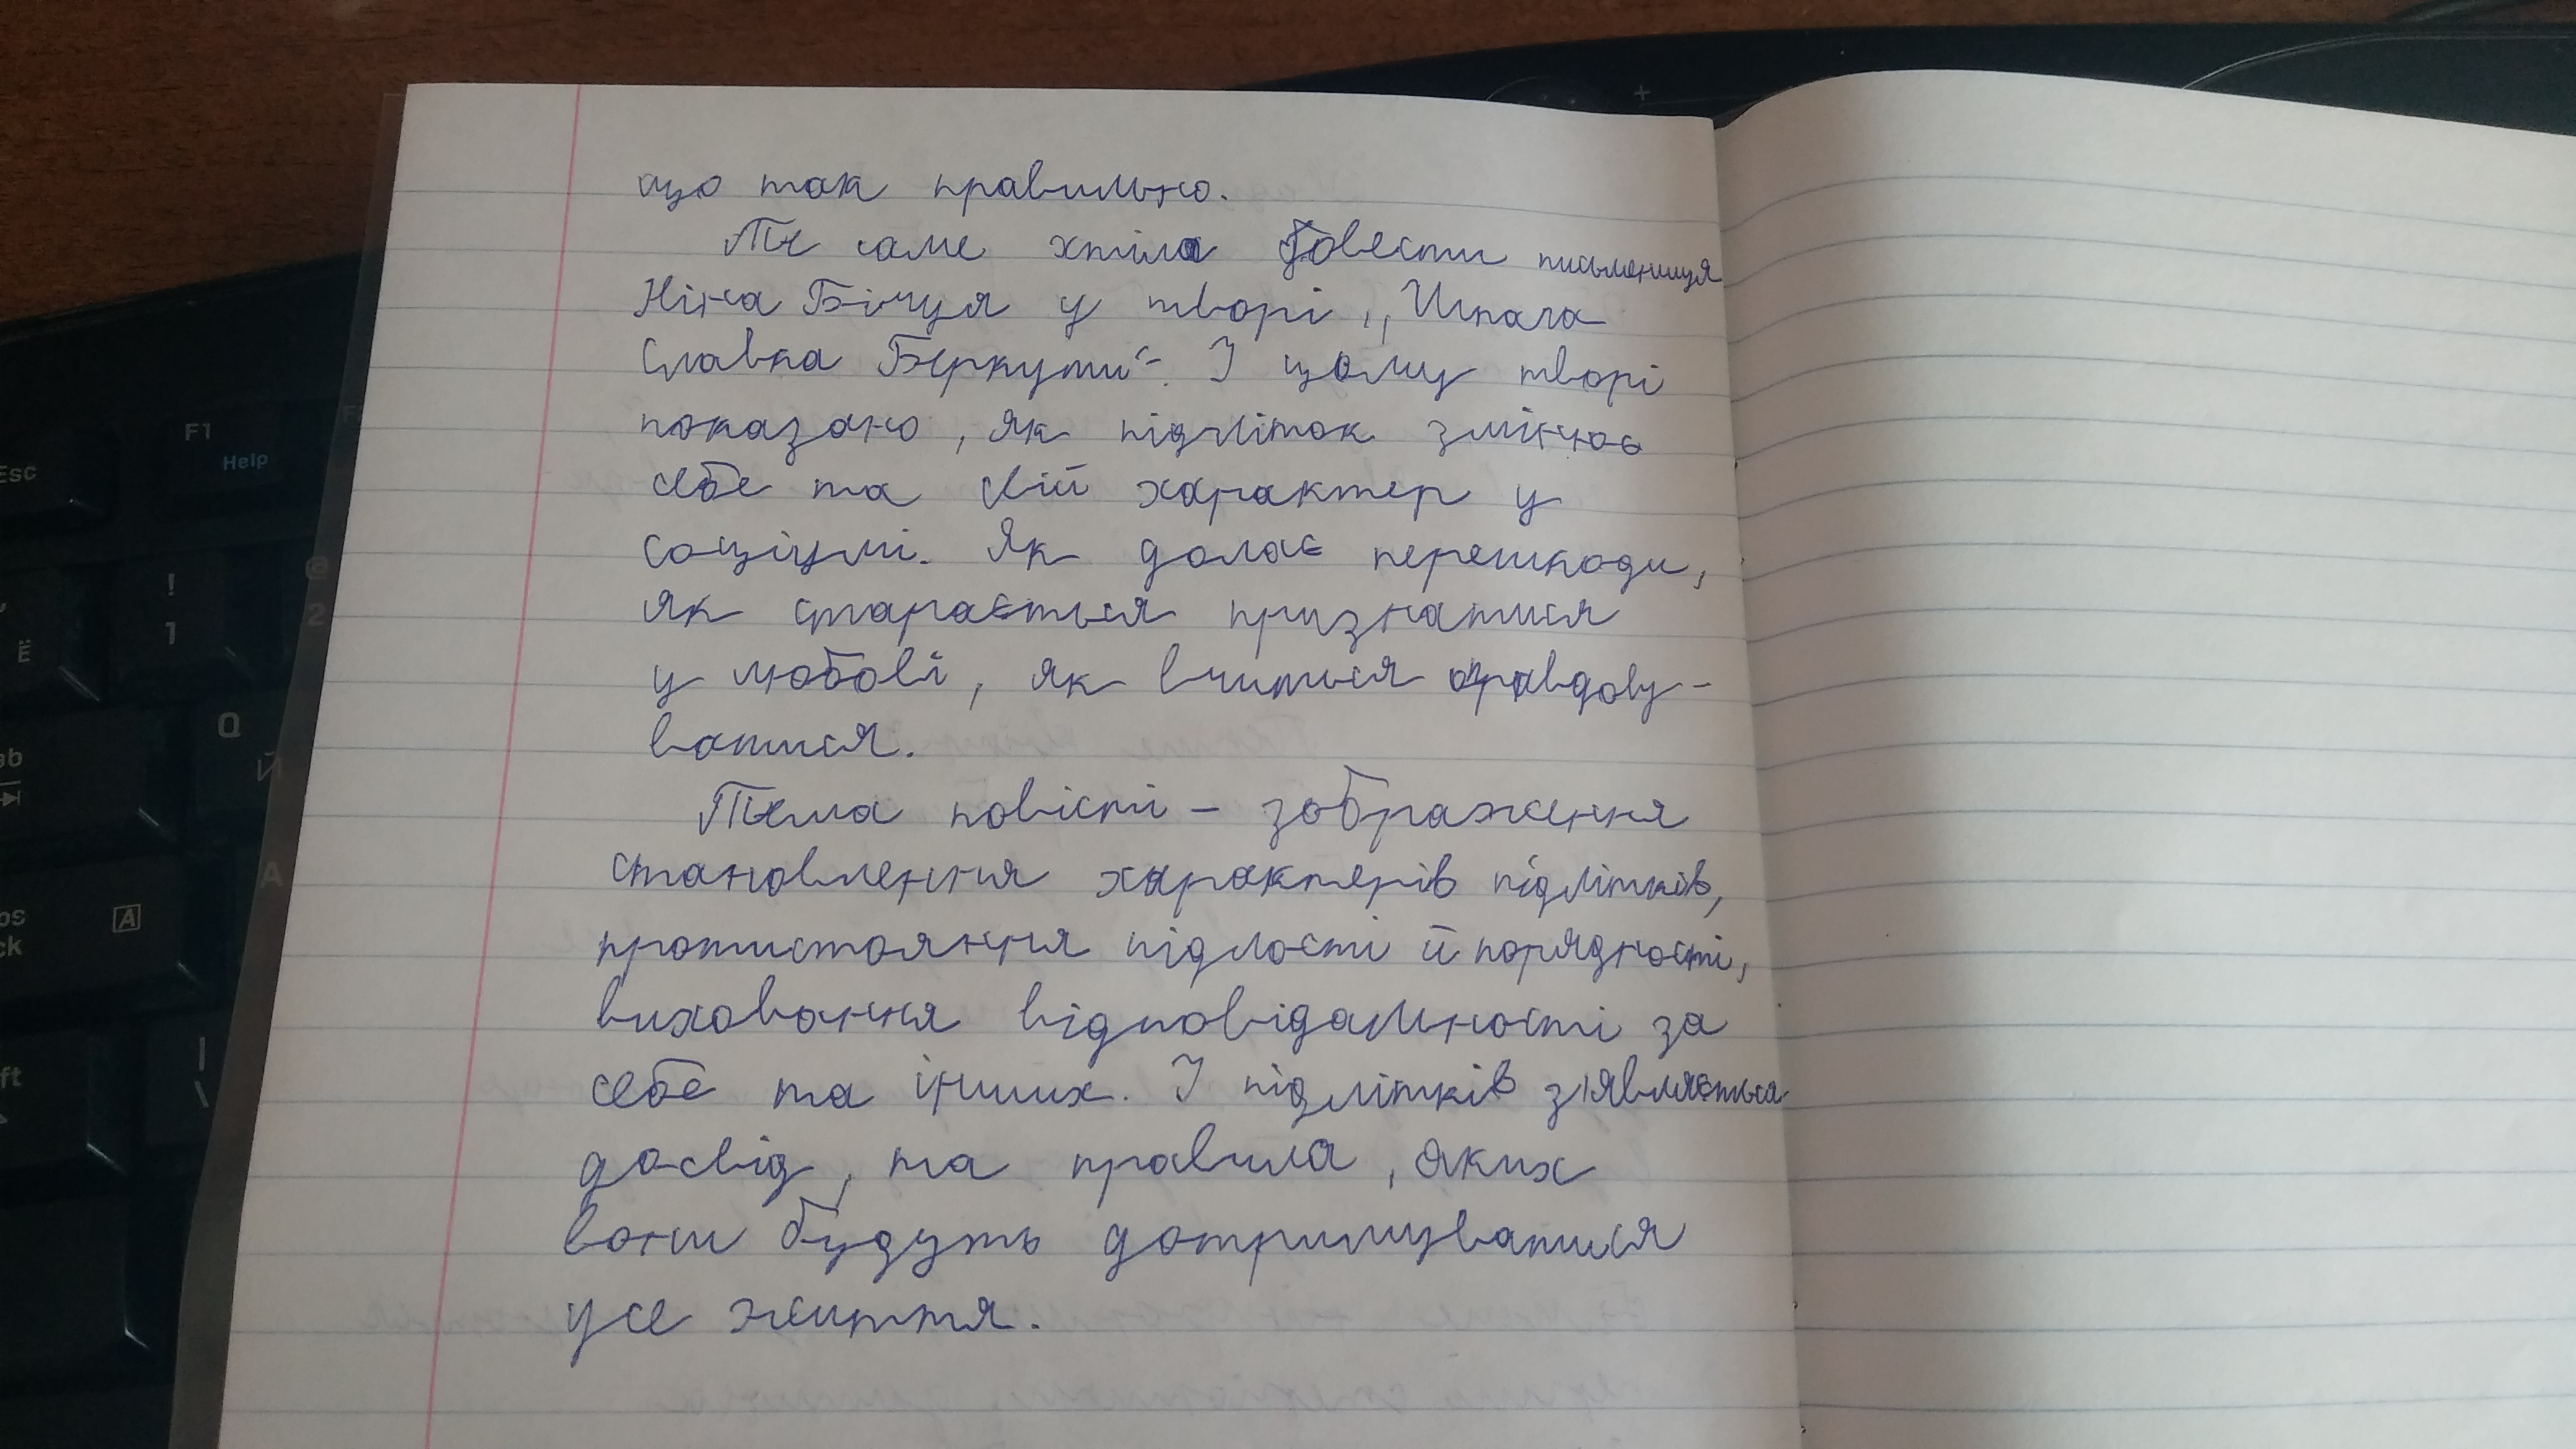 що так правильно.
Те саме хтіла довести письмениця
Ніна Бічуя у творі ,,Шпага
Славка Беркути“. У цьому творі
показано, як підліток змінює
себе та свій характер у
соціумі. Як долає перешкоди,
як старається признатися
у любові, як вчиться оправдову-
ватися.
Тема повісті – зображення
становлення характерів підлітків,
протистояння підлості й порядності,
виховання відповідальності за
себе та інших. У підлітків з'являється
досвід, та правила, яких
вони будуть дотримуватися
усе життя.
F1
Help
Esc
!
1
@
2
Ё
Q
Й
A
A